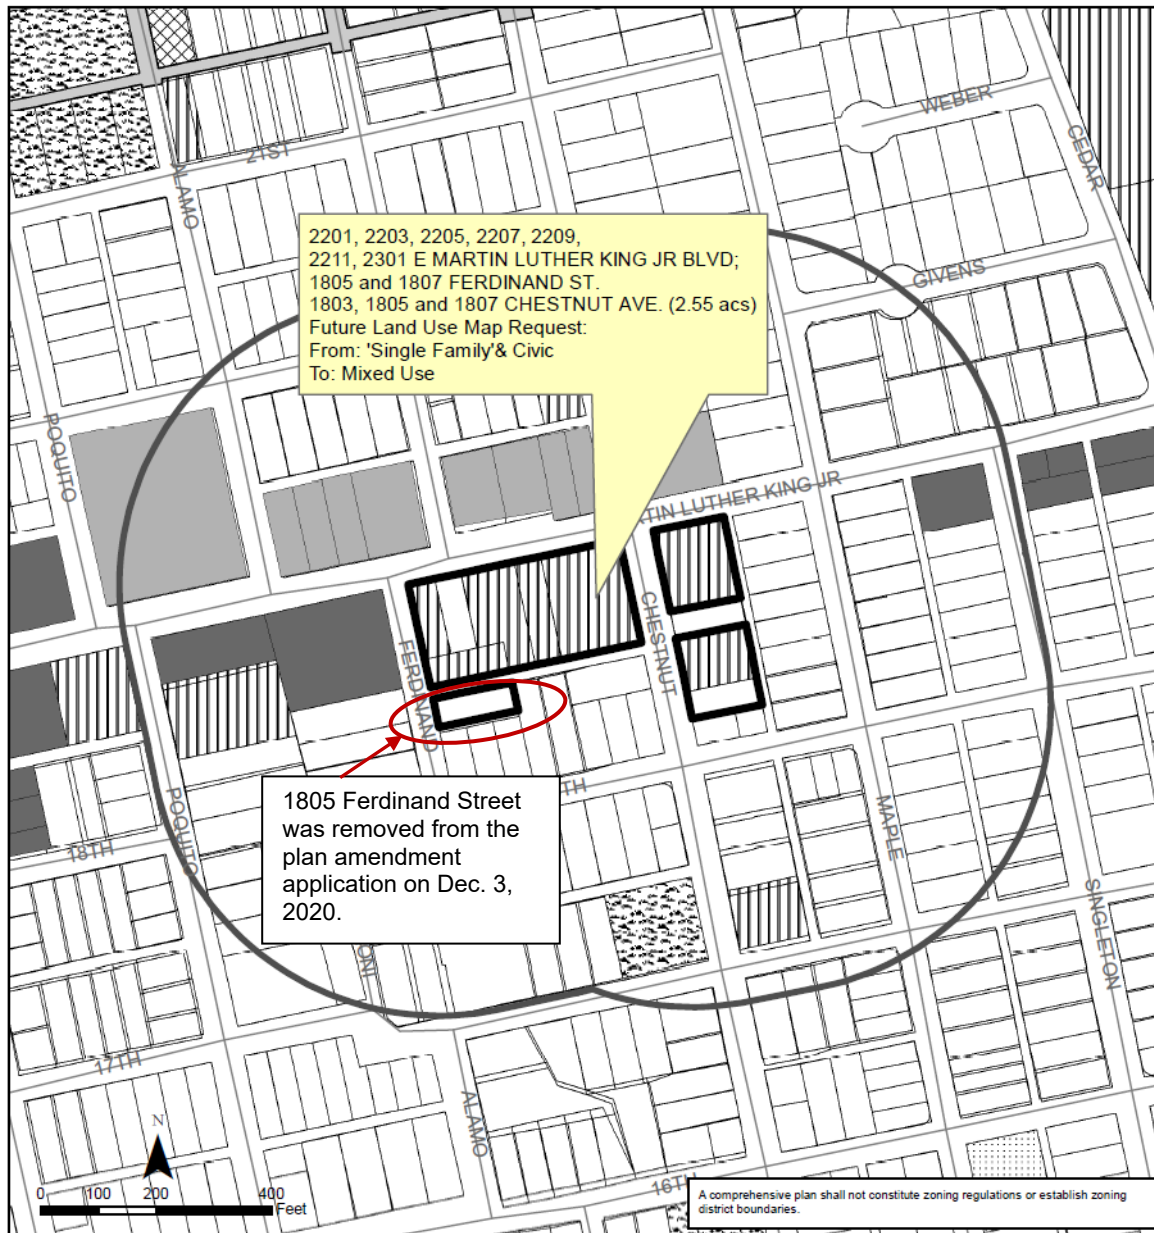 WEBER
CEDAR
21ST
ALAMO
2201, 2203, 2205, 2207, 2209,
2211, 2301 E MARTIN LUTHER KING JR BLVD;
1805 and 1807 FERDINAND ST.
1803, 1805 and 1807 CHESTNUT AVE. (2.55 acs)
Future Land Use Map Request:
From: 'Single Family'& Civic
To: Mixed Use
GIVENS
POQUITO
TIN LUTHER KING JR
CHESTNUT
FERDINAND
1805 Ferdinand Street
was removed from the
plan amendment
application on Dec. 3,
2020.
TH
POQUITO
18TH
MAPLE
SINGLETON
ONI
17TH
ALAMO
16TH
N
0 100 200 400
Feet
A comprehensive plan shall not constitute zoning regulations or establish zoning
district boundaries.